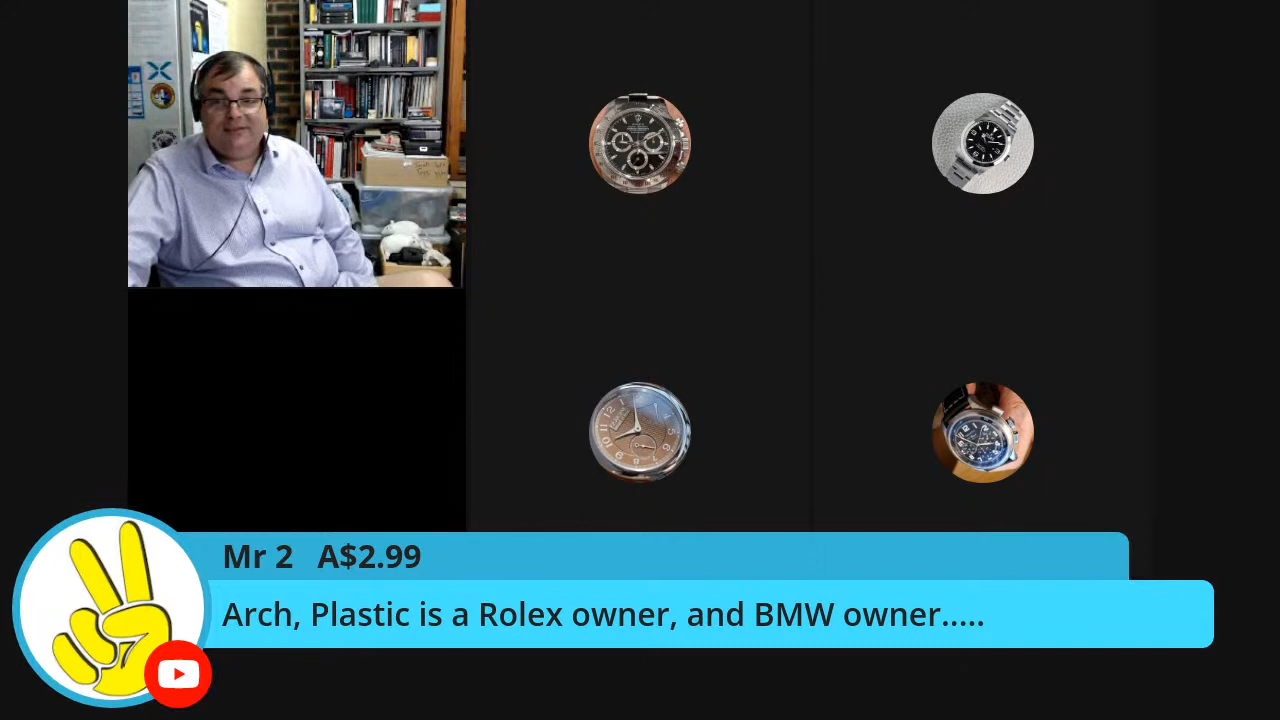 Mr 2 A$2.99
Arch, Plastic is a Rolex owner, and BMW owner.....